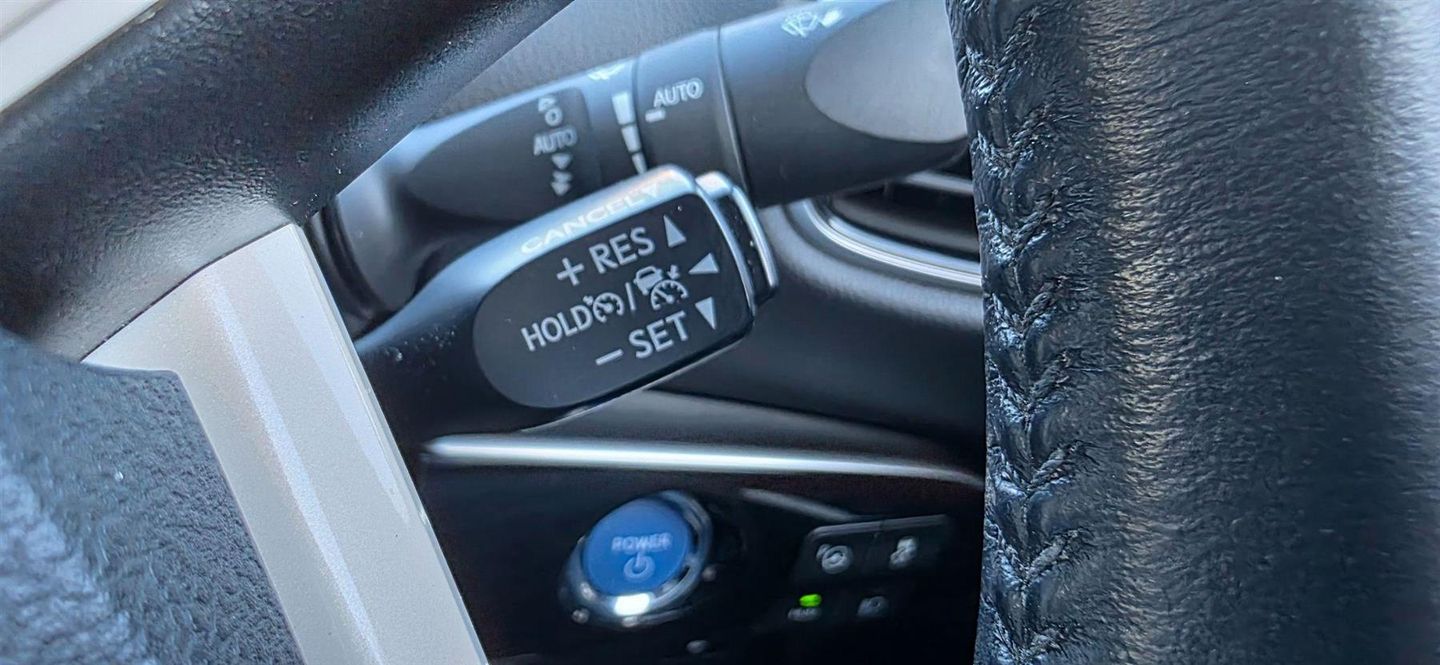 AUTO
AUTO
CANCEL
+ RES
HOLD /
− SET
POWER